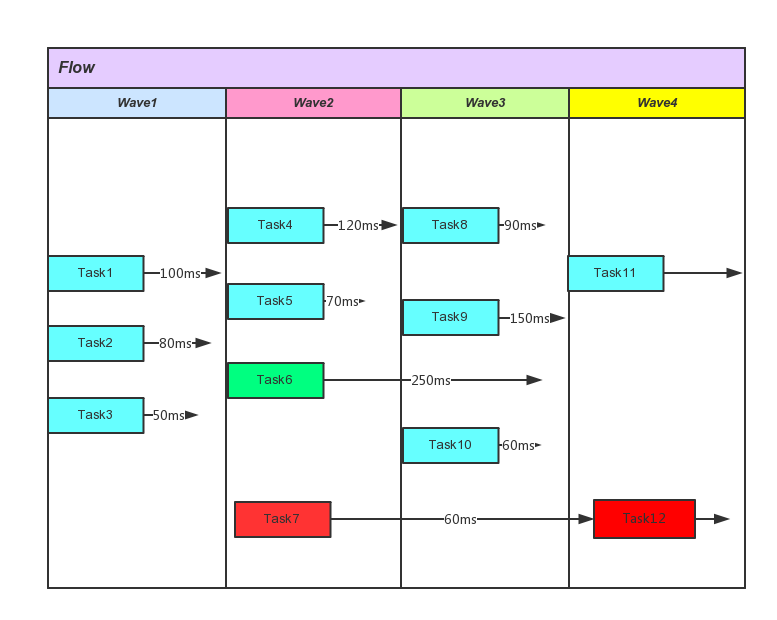 Flow
Wave1
Wave2
Wave3
Wave4
Task4
120ms
Task8
90ms
Task1
100ms
Task11
Task5
70ms
Task9
150ms
Task2
80ms
Task6
250ms
Task3
50ms
Task10
60ms
Task7
60ms
Task12